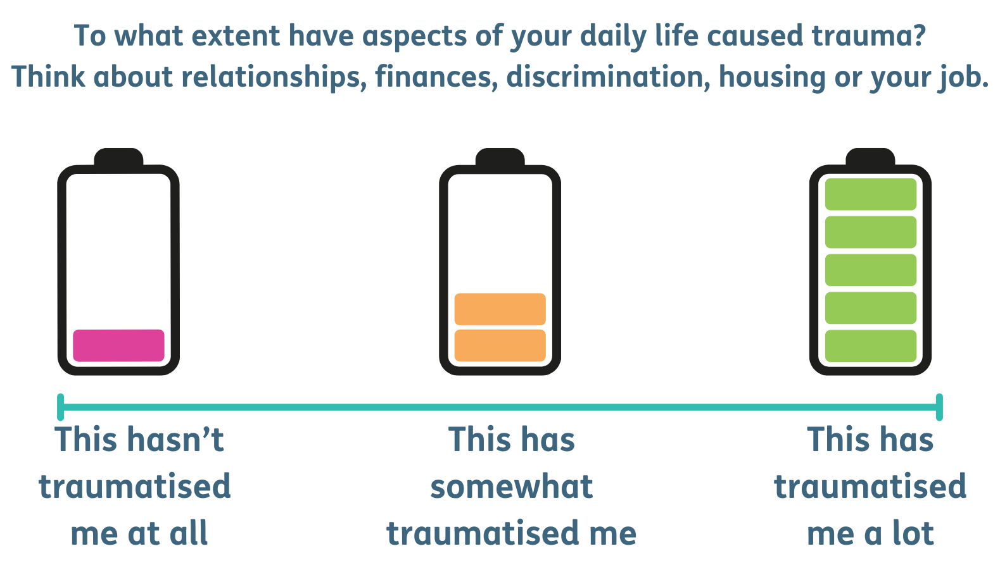 To what extent have aspects of your daily life caused trauma?
Think about relationships, finances, discrimination, housing or your job.
This hasn’t
traumatised
me at all
This has
somewhat
traumatised me
This has
traumatised
me a lot